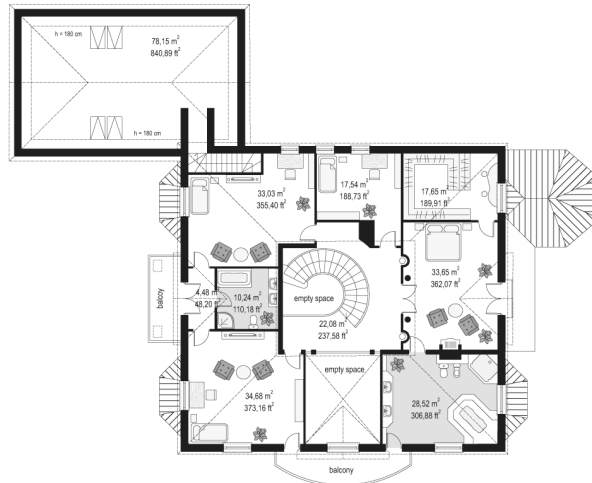 h = 180 cm
78,15 m²
840,89 ft²
h = 180 cm
33,03 m²
355,40 ft²
17,54 m²
188,73 ft²
17,65 m²
189,91 ft²
33,65 m²
362,07 ft²
balcoy
4,48 m²
48,20 ft²
10,24 m²
110,18 ft²
empty space
22,08 m²
237,58 ft²
empty space
34,68 m²
373,16 ft²
28,52 m²
306,88 ft²
balcony